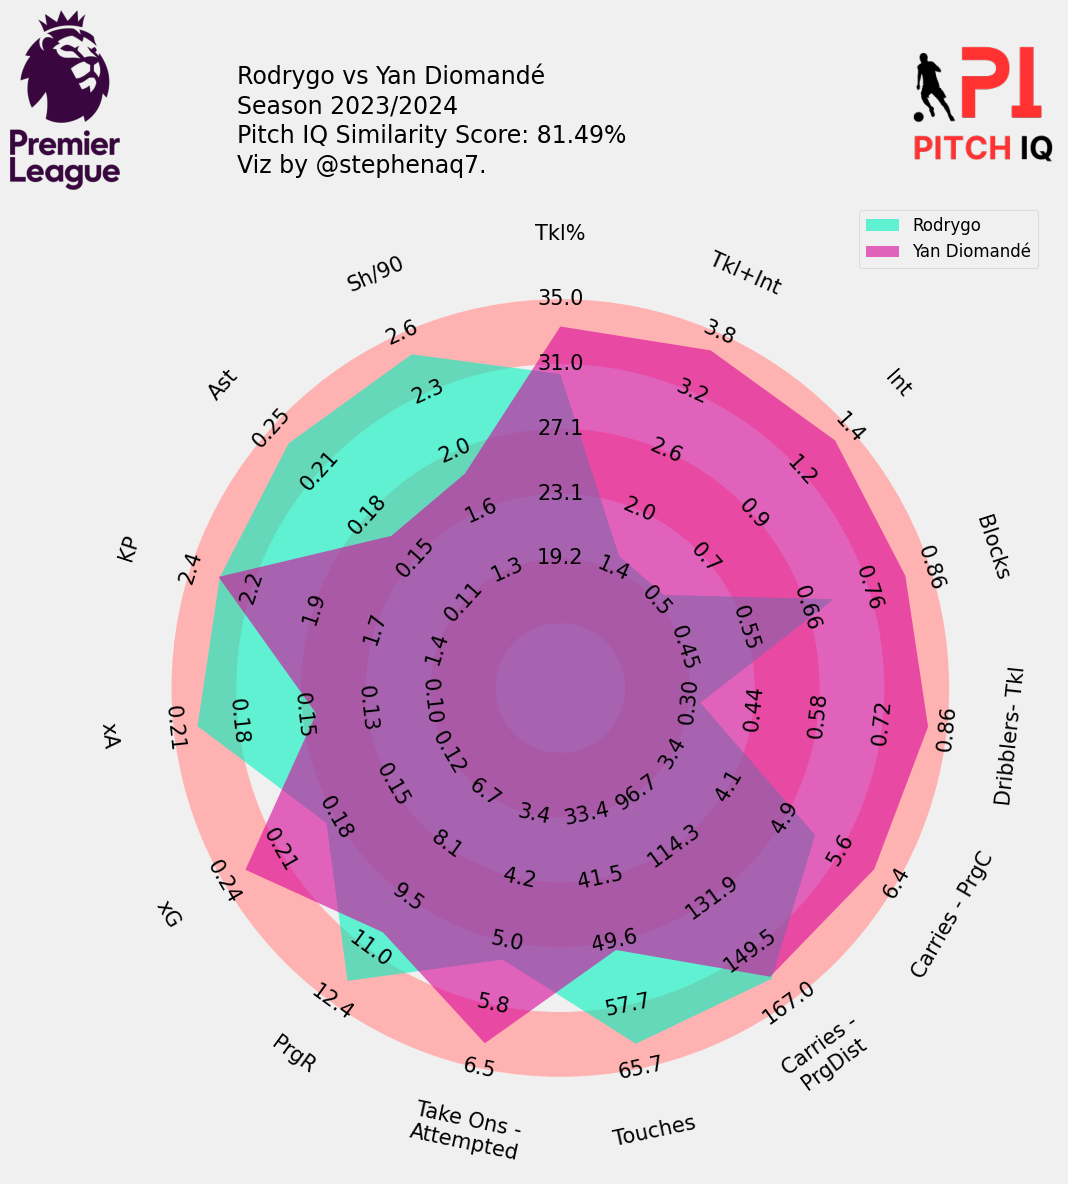 Premier
League
Rodrygo vs Yan Diomandé
Season 2023/2024
Pitch IQ Similarity Score: 81.49%
Viz by @stephenaq7.
PI
PITCH IQ
Rodrygo
Yan Diomandé
Tkl%
35.0
31.0
27.1
23.1
19.2
Tkl+Int
3.8
3.2
2.6
2.0
1.4
Int
1.4
1.2
0.9
0.7
0.5
Blocks
0.86
0.76
0.66
0.55
0.45
Dribblers- Tkl
0.86
0.72
0.58
0.44
0.30
Carries - PrgC
6.4
5.6
4.9
4.1
3.4
Carries -
PrgDist
167.0
149.5
131.9
114.3
96.7
Touches
65.7
57.7
49.6
41.5
33.4
Take Ons -
Attempted
6.5
5.8
5.0
4.2
3.4
PrgR
12.4
11.0
9.5
8.1
6.7
xG
0.24
0.21
0.18
0.15
0.12
xA
0.21
0.18
0.15
0.13
0.10
KP
2.4
2.2
1.9
1.7
1.4
Ast
0.25
0.21
0.18
0.15
0.11
Sh/90
2.6
2.3
2.0
1.6
1.3